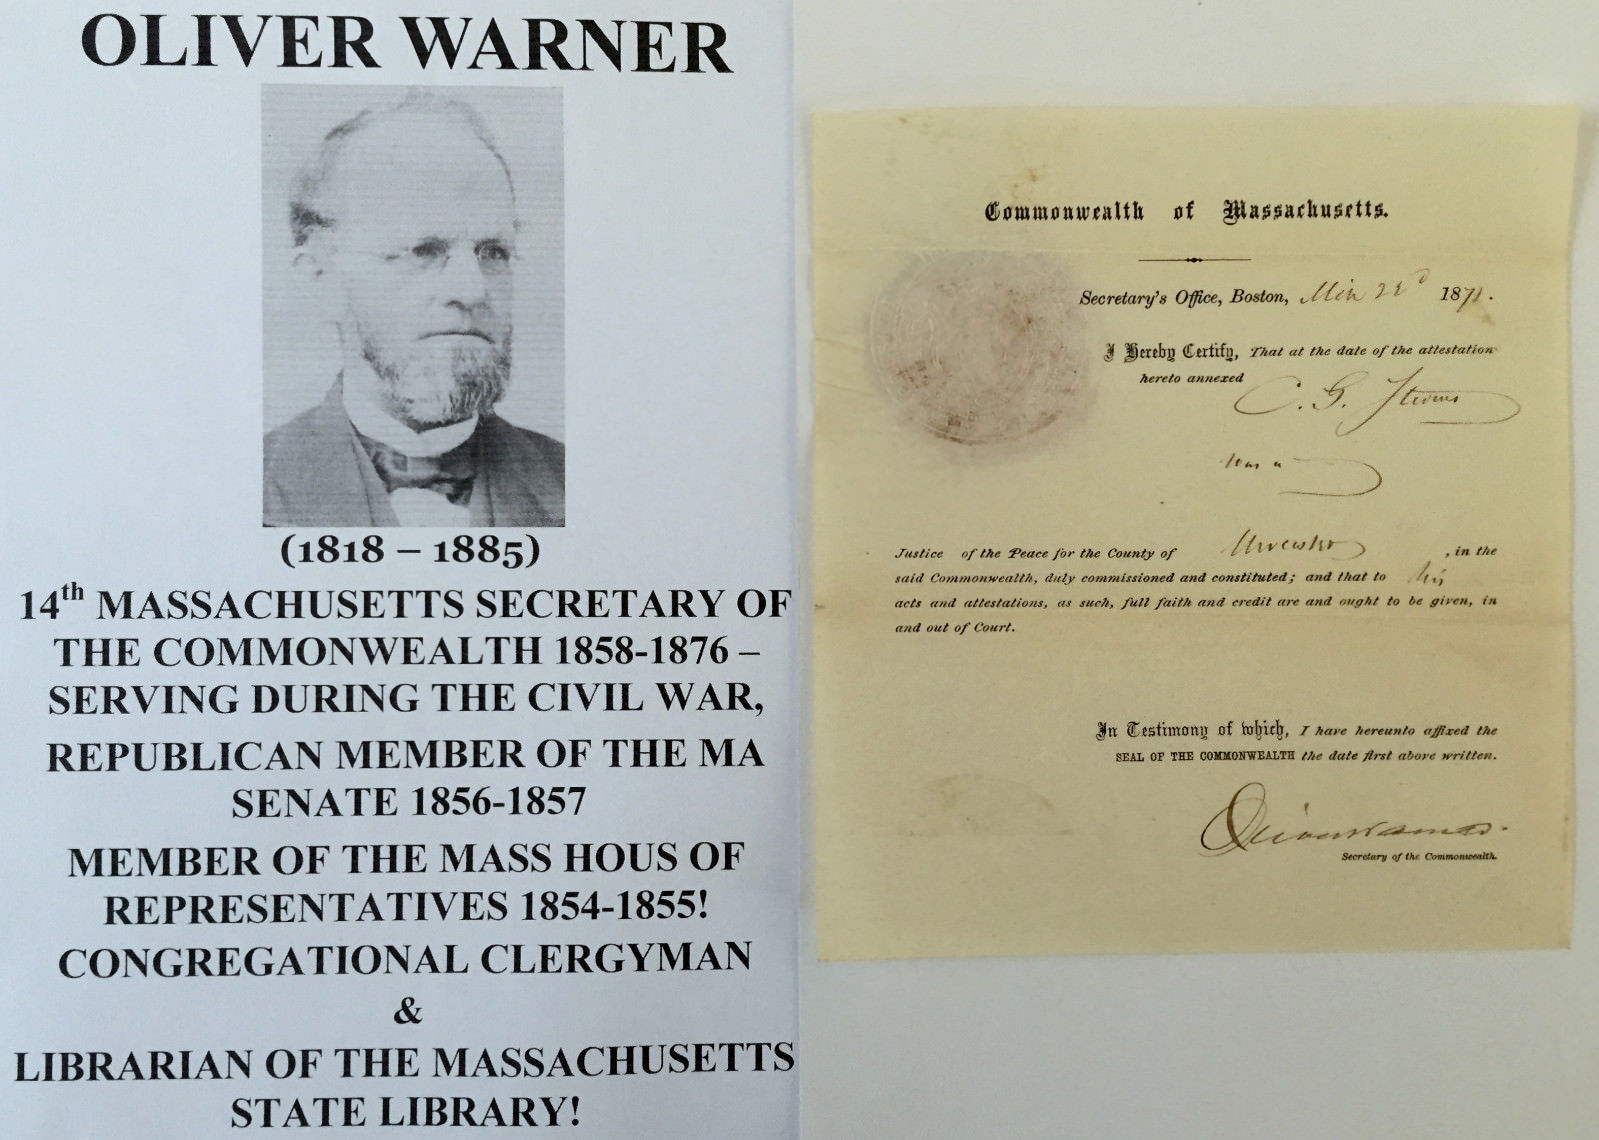 OLIVER WARNER
(1818 – 1885)
14th MASSACHUSETTS SECRETARY OF
THE COMMONWEALTH 1858-1876 –
SERVING DURING THE CIVIL WAR,
REPUBLICAN MEMBER OF THE MA
SENATE 1856-1857
MEMBER OF THE MASS HOUS OF
REPRESENTATIVES 1854-1855!
CONGREGATIONAL CLERGYMAN
&
LIBRARIAN OF THE MASSACHUSETTS
STATE LIBRARY!
Commonwealth of Massachusetts.
Secretary's Office, Boston, 1871.
I Hereby Certify, That at the date of the attestation
hereto annexed C. G. Stevens
was a
Justice of the Peace for the County of Worcester, in the
said Commonwealth, duly commissioned and constituted; and that to his
acts and attestations, as such, full faith and credit are and ought to be given, in
and out of Court.
In Testimony of which, I have hereunto affixed the
SEAL OF THE COMMONWEALTH the date first above written.
Oliver Warner.
Secretary of the Commonwealth.